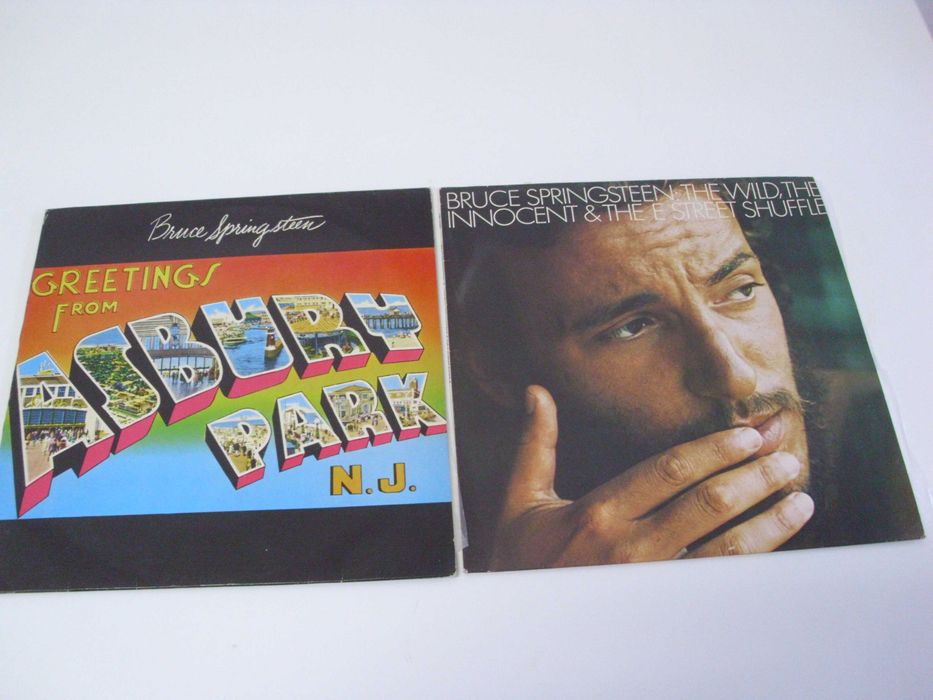 Bruce Springsteen
GREETINGS
FROM
ASBURY
PARK
N.J.
BRUCE SPRINGSTEEN•THE WILD, THE
INNOCENT & THE E STREET SHUFFLE